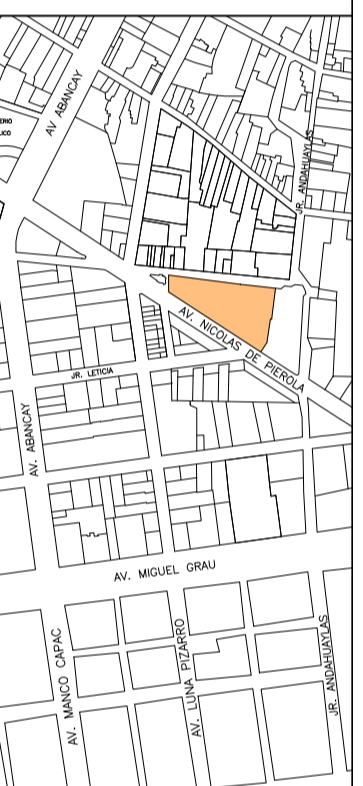 AV ABANCAY
JR. ANDAHUAYLAS
AV. NICOLAS DE PIEROLA
JR. LETICIA
AV. ABANCAY
AV. MIGUEL GRAU
AV. MANCO CAPAC
AV. LUNA PIZARRO
JR. ANDAHUAYLAS